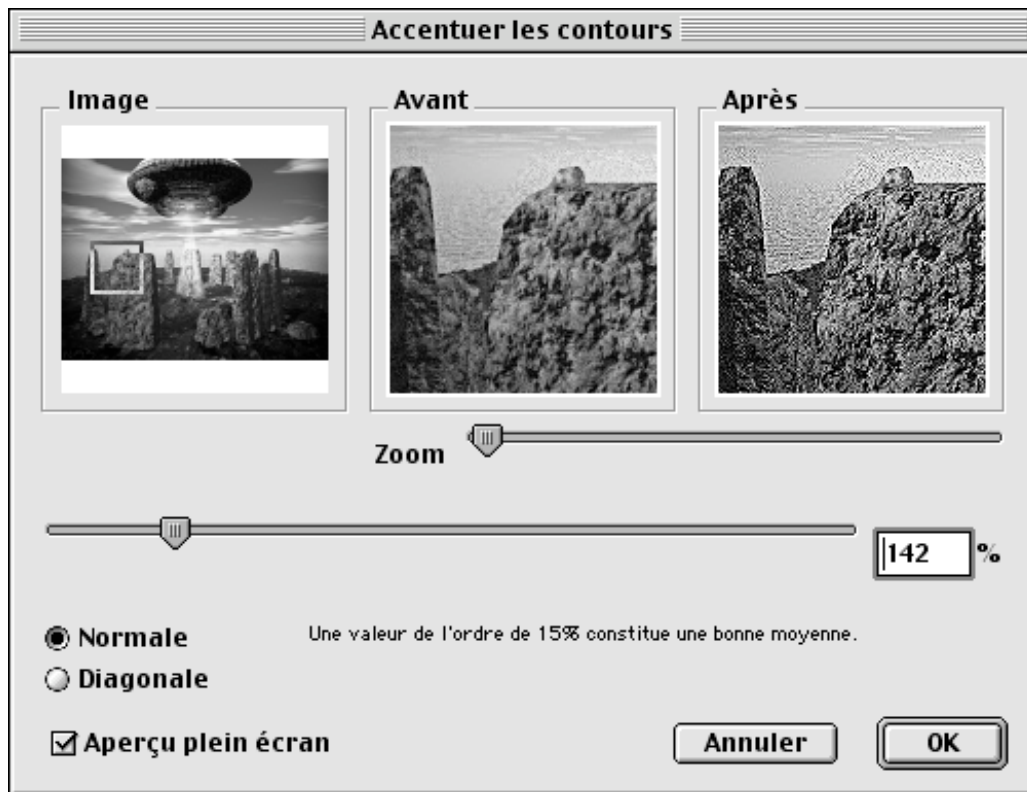 Accentuer les contours
Image
Avant
Après
Zoom
142 %
Normale
Une valeur de l'ordre de 15% constitue une bonne moyenne.
Diagonale
Aperçu plein écran
Annuler
OK